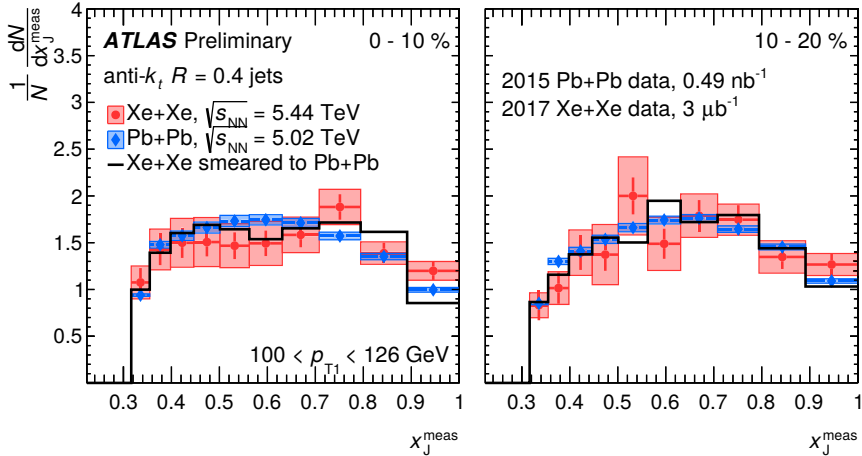 1/N dN/dx_J^meas
4
3.5
3
2.5
2
1.5
1
0.5
ATLAS Preliminary
0 - 10 %
anti-k_t R = 0.4 jets
Xe+Xe, √s_NN = 5.44 TeV
Pb+Pb, √s_NN = 5.02 TeV
Xe+Xe smeared to Pb+Pb
100 < p_T1 < 126 GeV
0.3 0.4 0.5 0.6 0.7 0.8 0.9 1
x_J^meas
10 - 20 %
2015 Pb+Pb data, 0.49 nb⁻¹
2017 Xe+Xe data, 3 μb⁻¹
0.3 0.4 0.5 0.6 0.7 0.8 0.9 1
x_J^meas